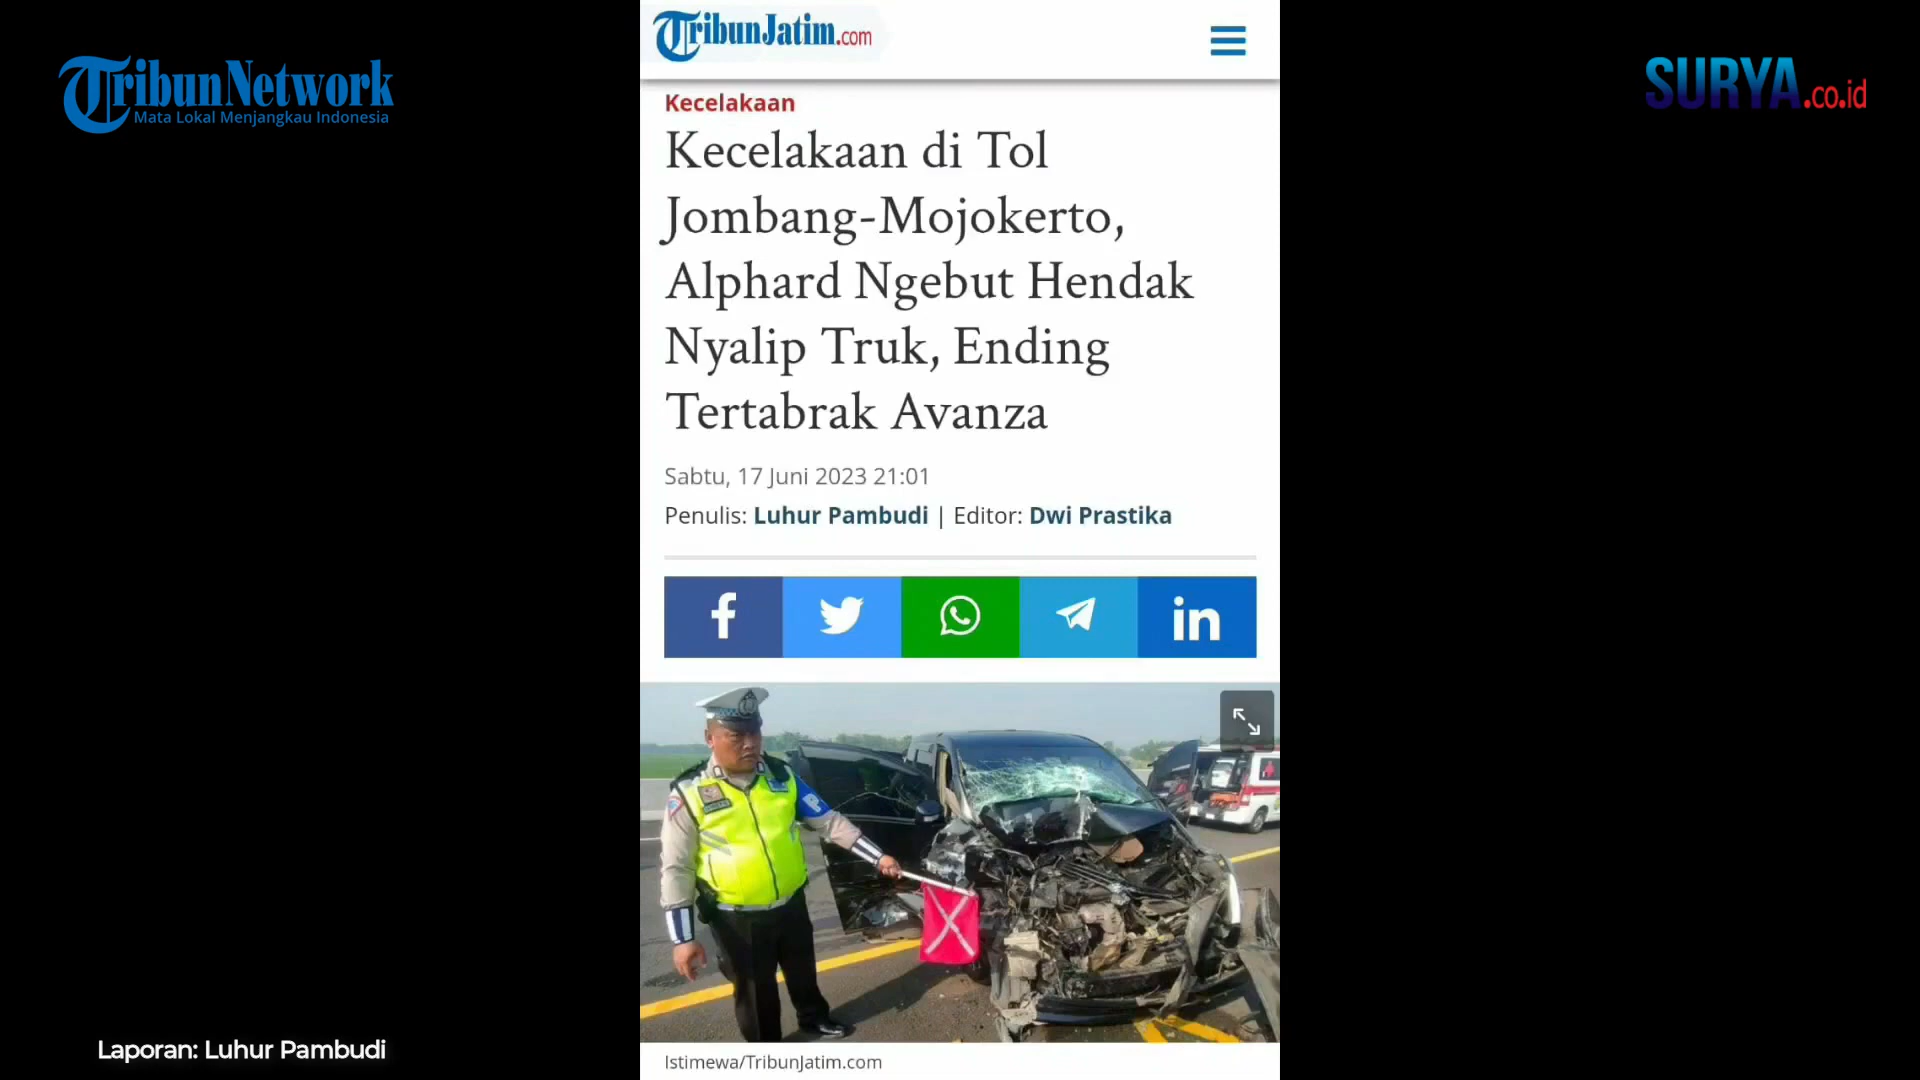 TribunNetwork
Mata Lokal Menjangkau Indonesia
TribunJatim.com
SURYA.co.id
Kecelakaan
Kecelakaan di Tol
Jombang-Mojokerto,
Alphard Ngebut Hendak
Nyalip Truk, Ending
Tertabrak Avanza
Sabtu, 17 Juni 2023 21:01
Penulis: Luhur Pambudi | Editor: Dwi Prastika
Istimewa/TribunJatim.com
Laporan: Luhur Pambudi